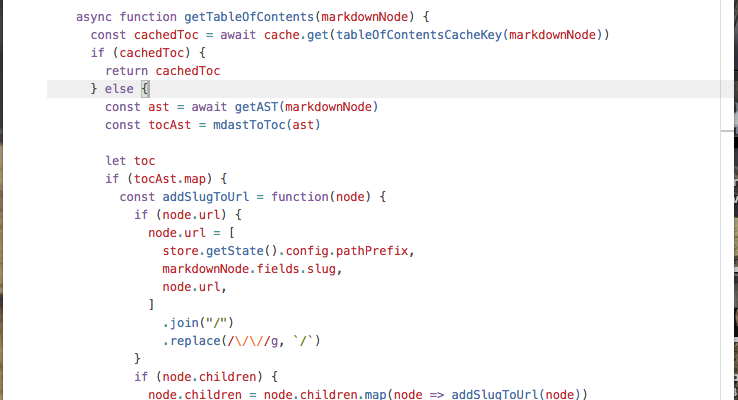 async function getTableOfContents(markdownNode) {
const cachedToc = await cache.get(tableOfContentsCacheKey(markdownNode))
if (cachedToc) {
return cachedToc
} else {
const ast = await getAST(markdownNode)
const tocAst = mdastToToc(ast)
let toc
if (tocAst.map) {
const addSlugToUrl = function(node) {
if (node.url) {
node.url = [
store.getState().config.pathPrefix,
markdownNode.fields.slug,
node.url,
]
.join("/")
.replace(/\/\//g, `/`)
}
if (node.children) {
node.children = node.children.map(node => addSlugToUrl(node))